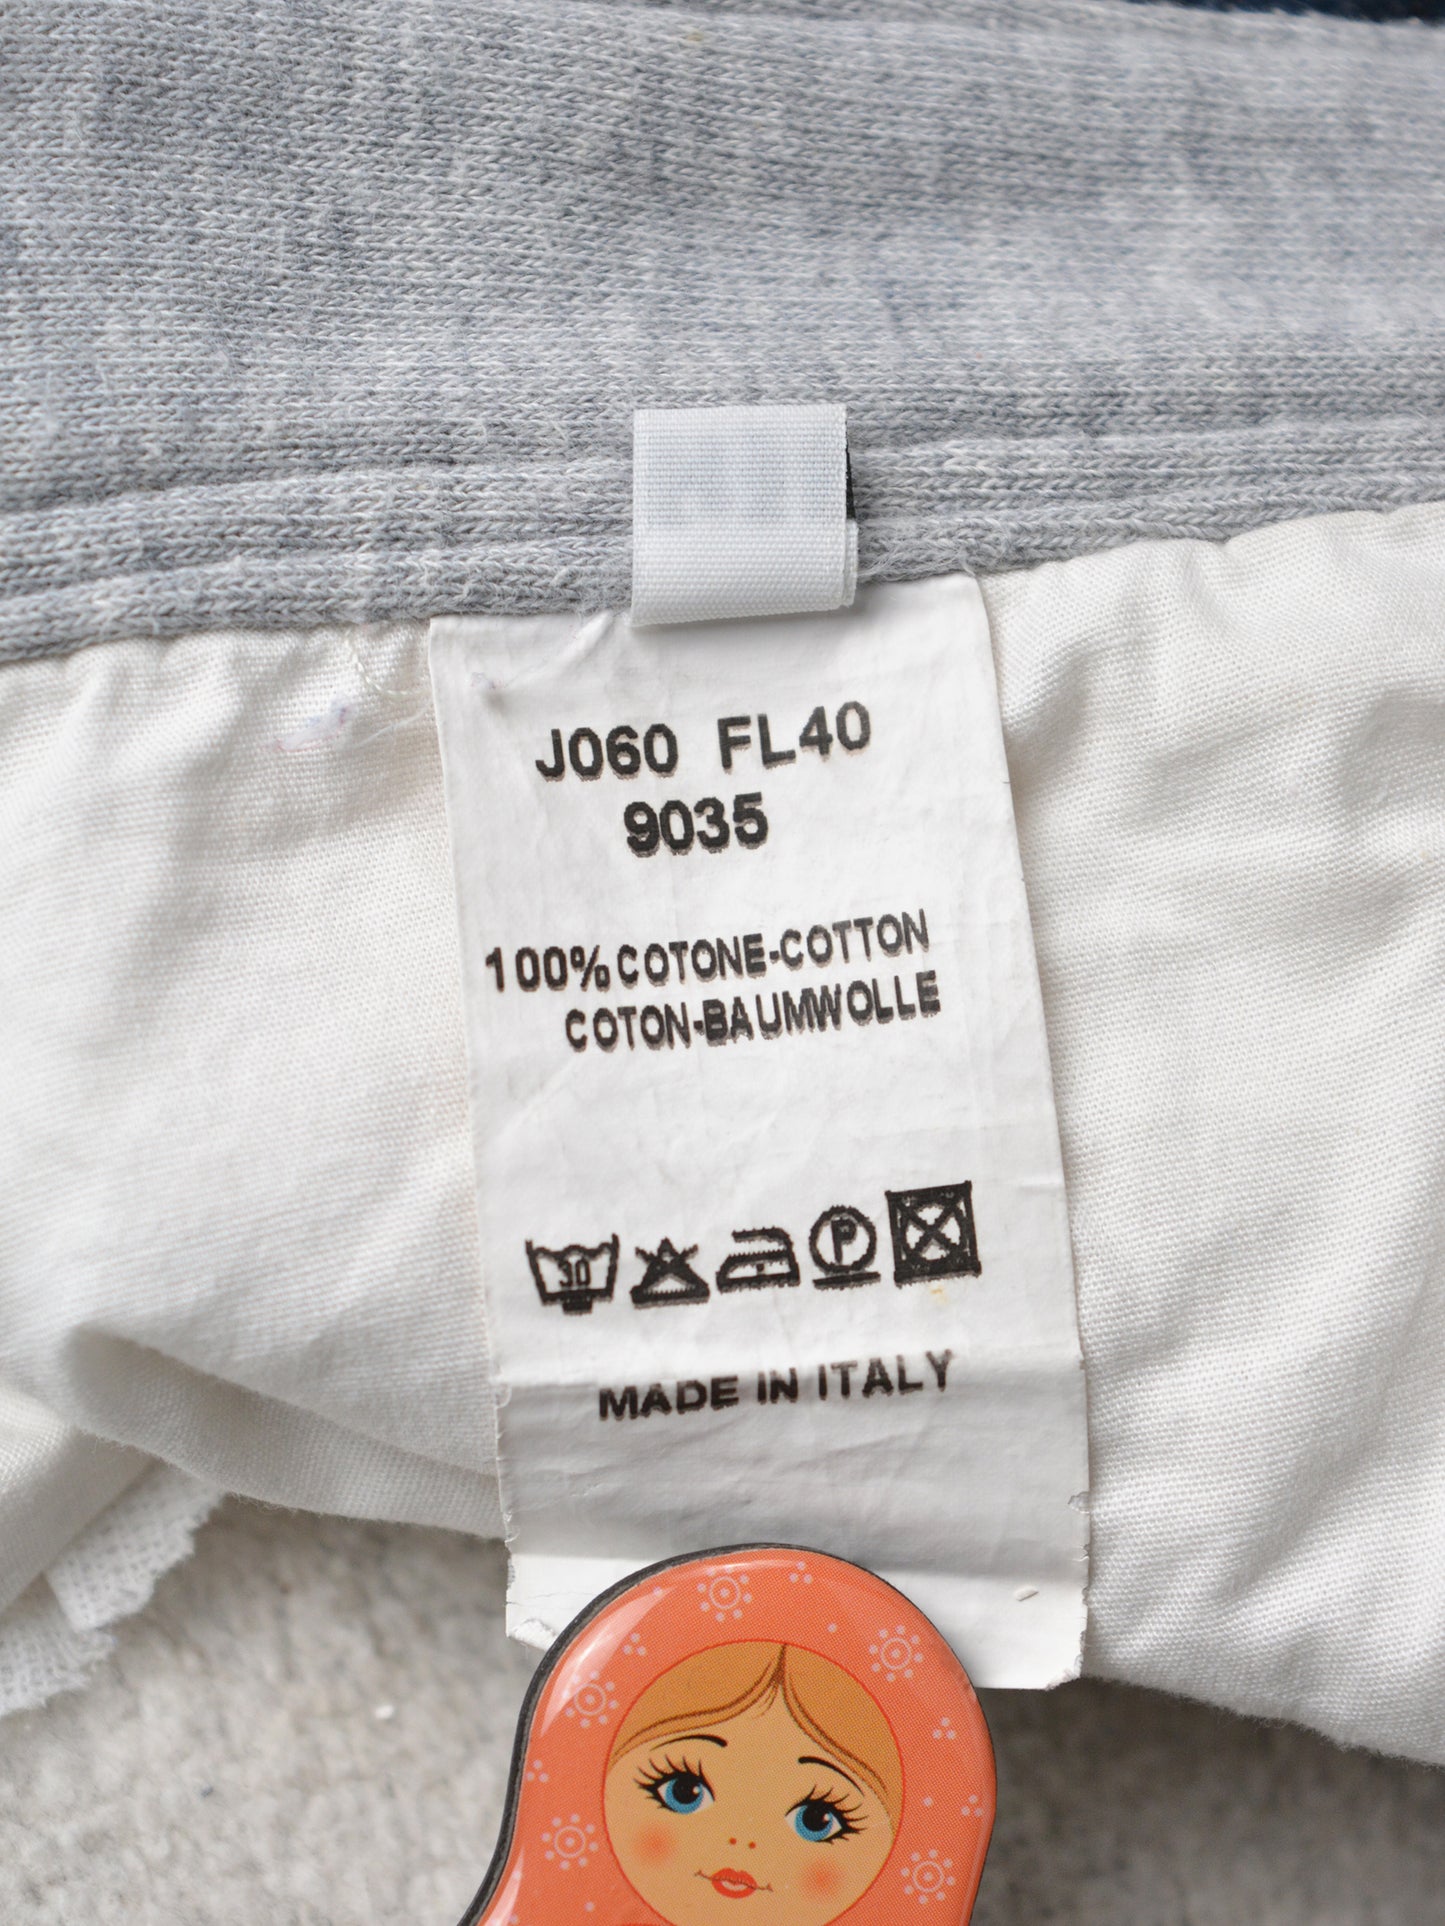 J060 FL40
9035
100%COTONE-COTTON
COTON-BAUMWOLLE
30 P
MADE IN ITALY